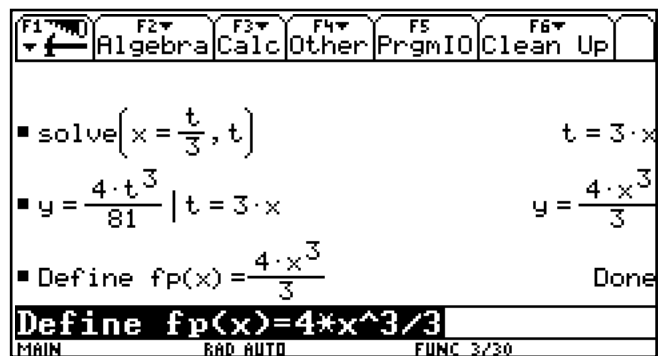 F1 F2 F3 F4 F5 F6
Algebra Calc Other PrgmIO Clean Up
▪ solve(x = t/3, t) t = 3·x
▪ y = 4·t^3/81 | t = 3·x y = 4·x^3/3
▪ Define fp(x) = 4·x^3/3 Done
Define fp(x)=4*x^3/3
MAIN RAD AUTO FUNC 3/30